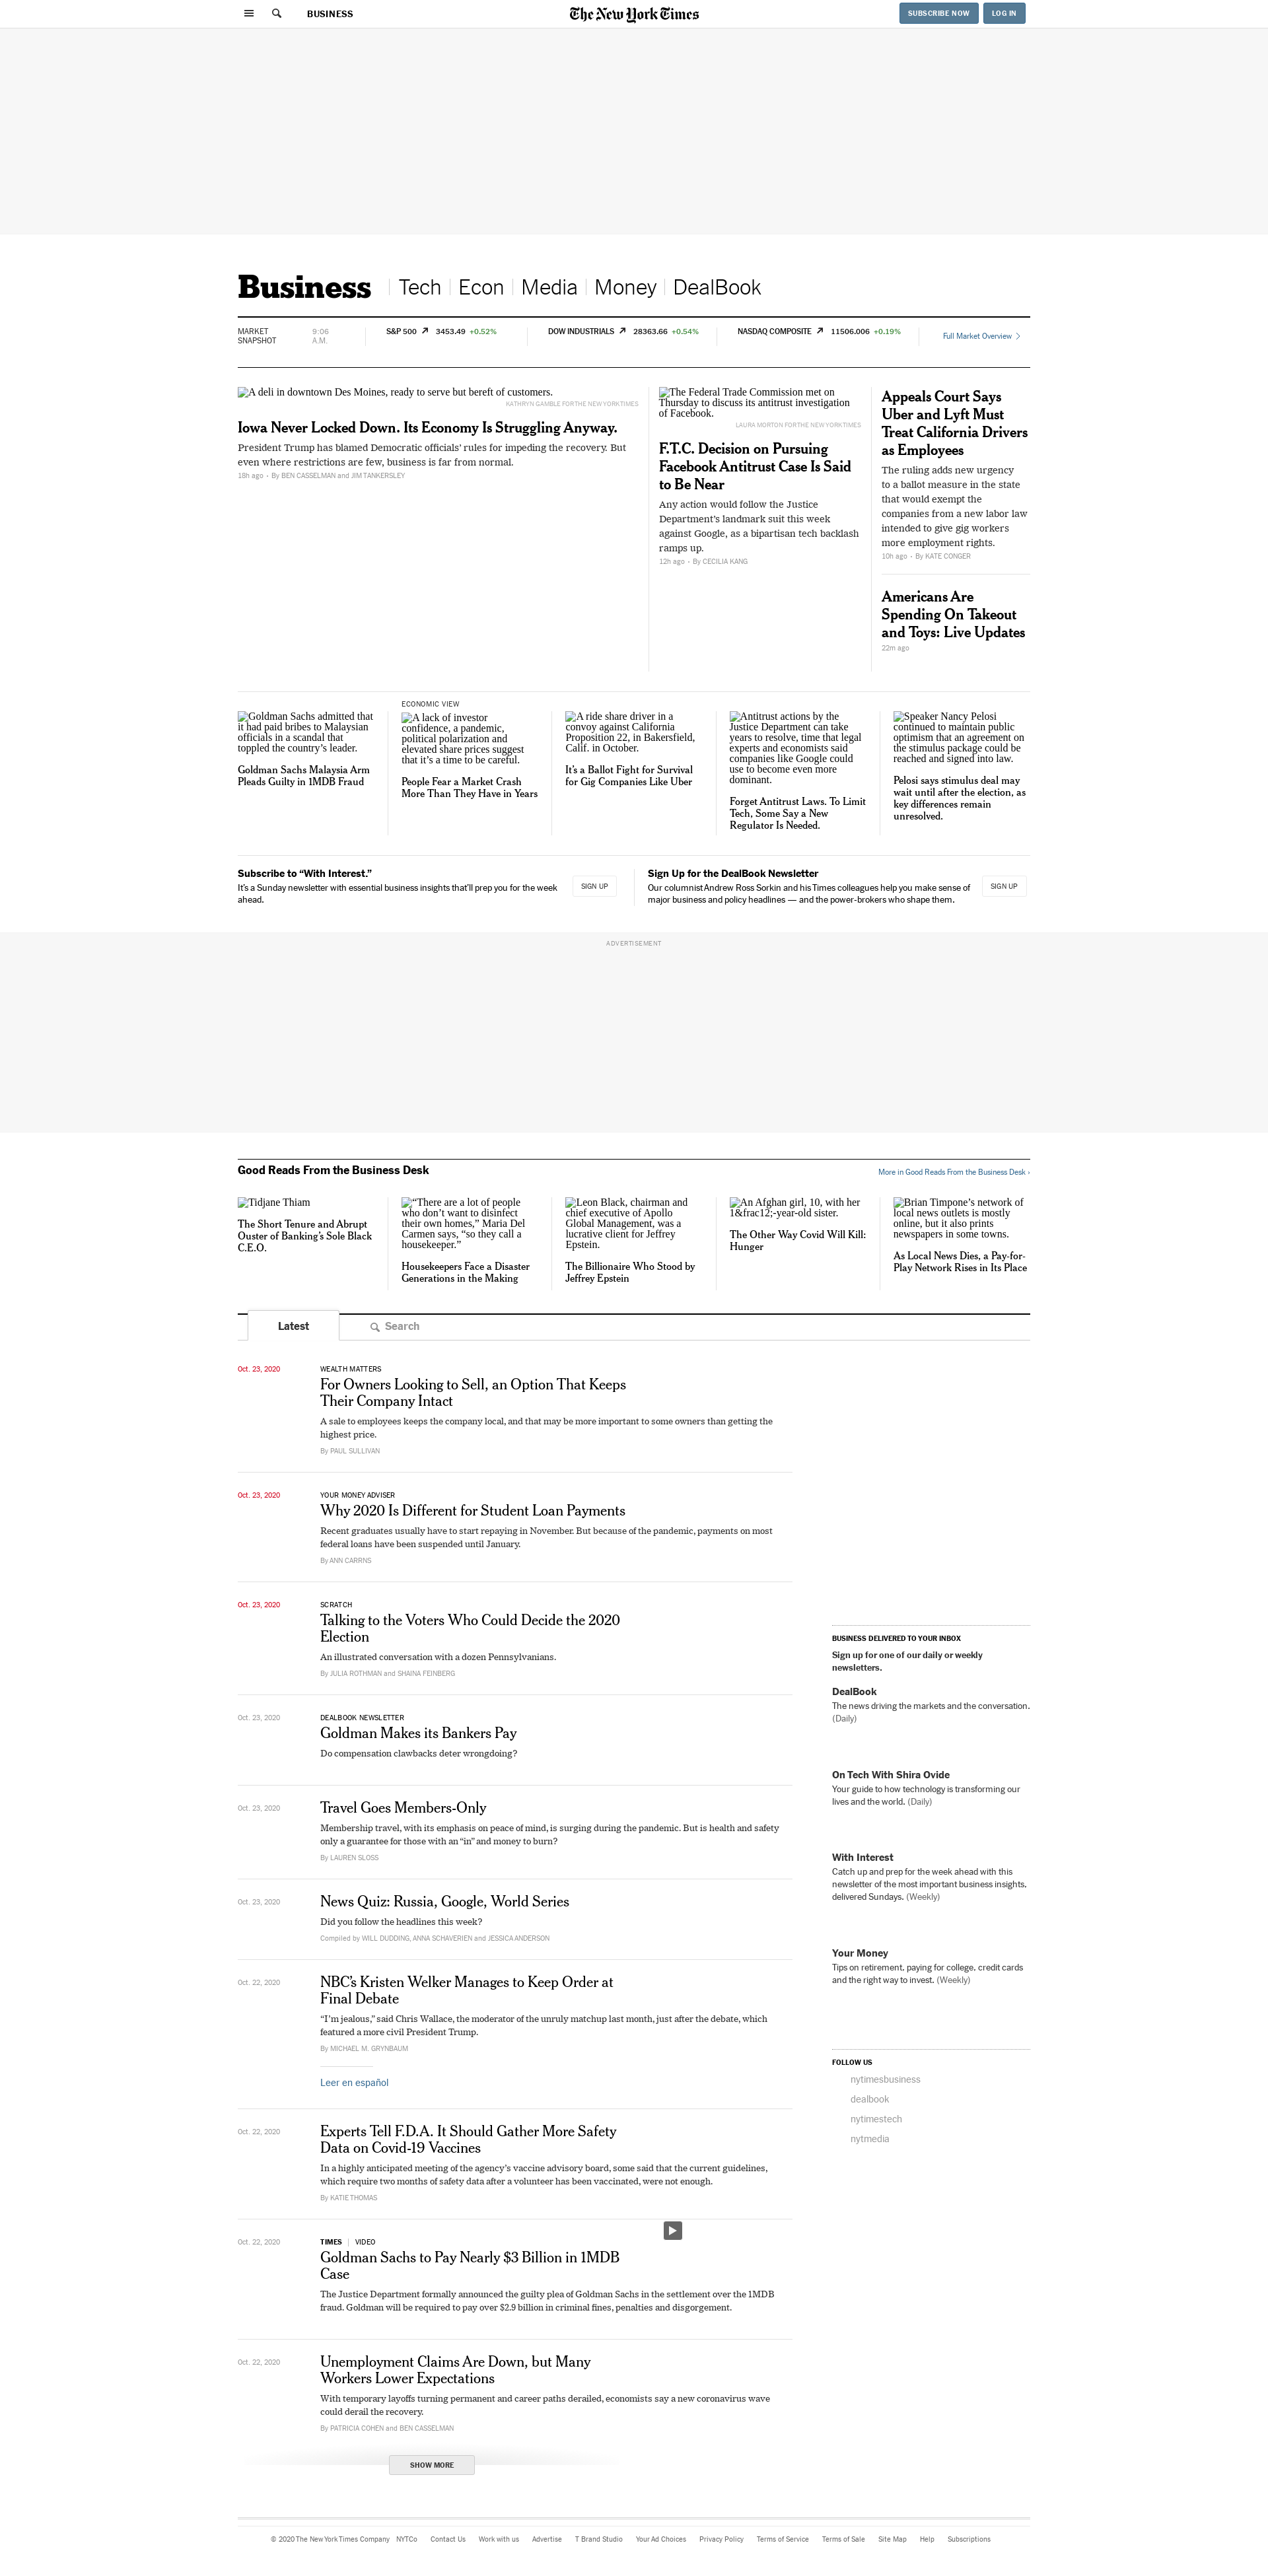 BUSINESS
The New York Times
SUBSCRIBE NOW
LOG IN
Business
Tech
Econ
Media
Money
DealBook
MARKET
SNAPSHOT
9:06
A.M.
S&P 500 3453.49 +0.52%
DOW INDUSTRIALS 28363.66 +0.54%
NASDAQ COMPOSITE 11506.006 +0.19%
Full Market Overview
A deli in downtown Des Moines, ready to serve but bereft of customers.
KATHRYN GAMBLE FOR THE NEW YORK TIMES
Iowa Never Locked Down. Its Economy Is Struggling Anyway.
President Trump has blamed Democratic officials’ rules for impeding the recovery. But
even where restrictions are few, business is far from normal.
18h ago • By BEN CASSELMAN and JIM TANKERSLEY
The Federal Trade Commission met on
Thursday to discuss its antitrust investigation
of Facebook.
LAURA MORTON FOR THE NEW YORK TIMES
F.T.C. Decision on Pursuing
Facebook Antitrust Case Is Said
to Be Near
Any action would follow the Justice
Department’s landmark suit this week
against Google, as a bipartisan tech backlash
ramps up.
12h ago • By CECILIA KANG
Appeals Court Says
Uber and Lyft Must
Treat California Drivers
as Employees
The ruling adds new urgency
to a ballot measure in the state
that would exempt the
companies from a new labor law
intended to give gig workers
more employment rights.
10h ago • By KATE CONGER
Americans Are
Spending On Takeout
and Toys: Live Updates
22m ago
Goldman Sachs admitted that
it had paid bribes to Malaysian
officials in a scandal that
toppled the country’s leader.
Goldman Sachs Malaysia Arm
Pleads Guilty in 1MDB Fraud
ECONOMIC VIEW
A lack of investor
confidence, a pandemic,
political polarization and
elevated share prices suggest
that it’s a time to be careful.
People Fear a Market Crash
More Than They Have in Years
A ride share driver in a
convoy against California
Proposition 22, in Bakersfield,
Calif. in October.
It’s a Ballot Fight for Survival
for Gig Companies Like Uber
Antitrust actions by the
Justice Department can take
years to resolve, time that legal
experts and economists said
companies like Google could
use to become even more
dominant.
Forget Antitrust Laws. To Limit
Tech, Some Say a New
Regulator Is Needed.
Speaker Nancy Pelosi
continued to maintain public
optimism that an agreement on
the stimulus package could be
reached and signed into law.
Pelosi says stimulus deal may
wait until after the election, as
key differences remain
unresolved.
Subscribe to “With Interest.”
It’s a Sunday newsletter with essential business insights that’ll prep you for the week
ahead.
SIGN UP
Sign Up for the DealBook Newsletter
Our columnist Andrew Ross Sorkin and his Times colleagues help you make sense of
major business and policy headlines — and the power-brokers who shape them.
SIGN UP
ADVERTISEMENT
Good Reads From the Business Desk
More in Good Reads From the Business Desk ›
Tidjane Thiam
The Short Tenure and Abrupt
Ouster of Banking’s Sole Black
C.E.O.
“There are a lot of people
who don’t want to disinfect
their own homes,” Maria Del
Carmen says, “so they call a
housekeeper.”
Housekeepers Face a Disaster
Generations in the Making
Leon Black, chairman and
chief executive of Apollo
Global Management, was a
lucrative client for Jeffrey
Epstein.
The Billionaire Who Stood by
Jeffrey Epstein
An Afghan girl, 10, with her
1&frac12;-year-old sister.
The Other Way Covid Will Kill:
Hunger
Brian Timpone’s network of
local news outlets is mostly
online, but it also prints
newspapers in some towns.
As Local News Dies, a Pay-for-
Play Network Rises in Its Place
Latest
Search
Oct. 23, 2020
WEALTH MATTERS
For Owners Looking to Sell, an Option That Keeps
Their Company Intact
A sale to employees keeps the company local, and that may be more important to some owners than getting the
highest price.
By PAUL SULLIVAN
Oct. 23, 2020
YOUR MONEY ADVISER
Why 2020 Is Different for Student Loan Payments
Recent graduates usually have to start repaying in November. But because of the pandemic, payments on most
federal loans have been suspended until January.
By ANN CARRNS
Oct. 23, 2020
SCRATCH
Talking to the Voters Who Could Decide the 2020
Election
An illustrated conversation with a dozen Pennsylvanians.
By JULIA ROTHMAN and SHAINA FEINBERG
Oct. 23, 2020
DEALBOOK NEWSLETTER
Goldman Makes its Bankers Pay
Do compensation clawbacks deter wrongdoing?
Oct. 23, 2020
Travel Goes Members-Only
Membership travel, with its emphasis on peace of mind, is surging during the pandemic. But is health and safety
only a guarantee for those with an “in” and money to burn?
By LAUREN SLOSS
Oct. 23, 2020
News Quiz: Russia, Google, World Series
Did you follow the headlines this week?
Compiled by WILL DUDDING, ANNA SCHAVERIEN and JESSICA ANDERSON
Oct. 22, 2020
NBC’s Kristen Welker Manages to Keep Order at
Final Debate
“I’m jealous,” said Chris Wallace, the moderator of the unruly matchup last month, just after the debate, which
featured a more civil President Trump.
By MICHAEL M. GRYNBAUM
Leer en español
Oct. 22, 2020
Experts Tell F.D.A. It Should Gather More Safety
Data on Covid-19 Vaccines
In a highly anticipated meeting of the agency’s vaccine advisory board, some said that the current guidelines,
which require two months of safety data after a volunteer has been vaccinated, were not enough.
By KATIE THOMAS
Oct. 22, 2020
TIMES | VIDEO
Goldman Sachs to Pay Nearly $3 Billion in 1MDB
Case
The Justice Department formally announced the guilty plea of Goldman Sachs in the settlement over the 1MDB
fraud. Goldman will be required to pay over $2.9 billion in criminal fines, penalties and disgorgement.
Oct. 22, 2020
Unemployment Claims Are Down, but Many
Workers Lower Expectations
With temporary layoffs turning permanent and career paths derailed, economists say a new coronavirus wave
could derail the recovery.
By PATRICIA COHEN and BEN CASSELMAN
SHOW MORE
BUSINESS DELIVERED TO YOUR INBOX
Sign up for one of our daily or weekly
newsletters.
DealBook
The news driving the markets and the conversation.
(Daily)
On Tech With Shira Ovide
Your guide to how technology is transforming our
lives and the world. (Daily)
With Interest
Catch up and prep for the week ahead with this
newsletter of the most important business insights,
delivered Sundays. (Weekly)
Your Money
Tips on retirement, paying for college, credit cards
and the right way to invest. (Weekly)
FOLLOW US
nytimesbusiness
dealbook
nytimestech
nytmedia
© 2020 The New York Times Company NYTCo Contact Us Work with us Advertise T Brand Studio Your Ad Choices Privacy Policy Terms of Service Terms of Sale Site Map Help Subscriptions